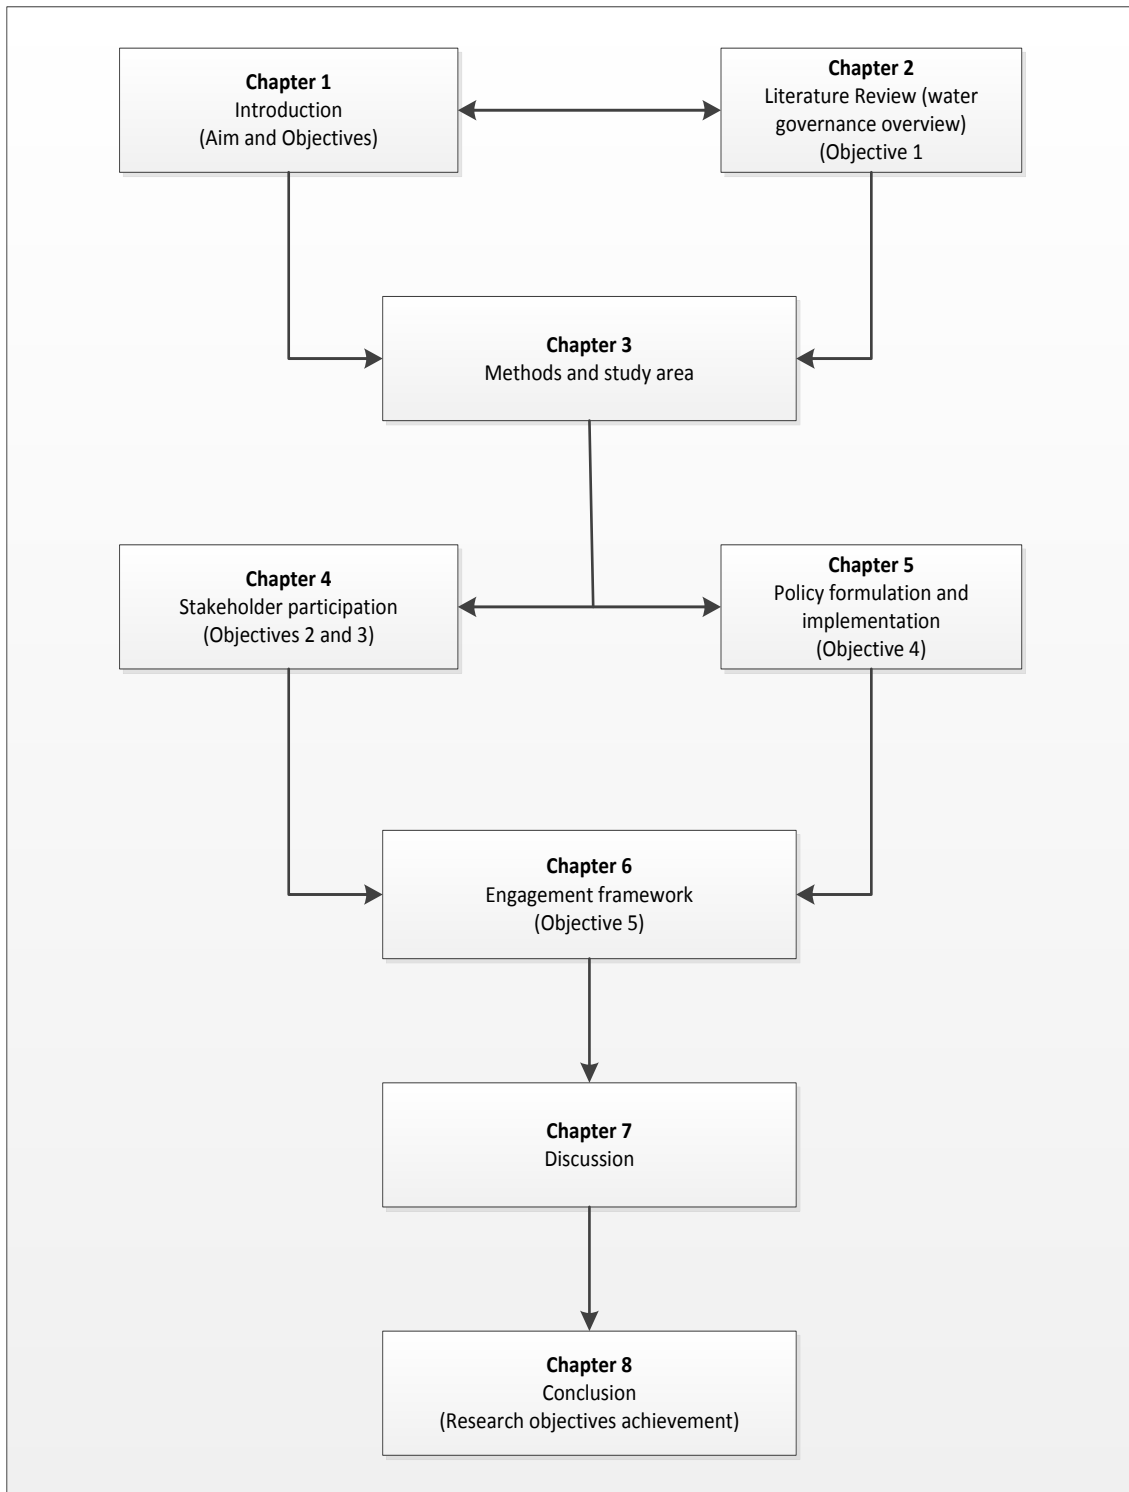 Chapter 1
Introduction
(Aim and Objectives)
Chapter 2
Literature Review (water
governance overview)
(Objective 1
Chapter 3
Methods and study area
Chapter 4
Stakeholder participation
(Objectives 2 and 3)
Chapter 5
Policy formulation and
implementation
(Objective 4)
Chapter 6
Engagement framework
(Objective 5)
Chapter 7
Discussion
Chapter 8
Conclusion
(Research objectives achievement)